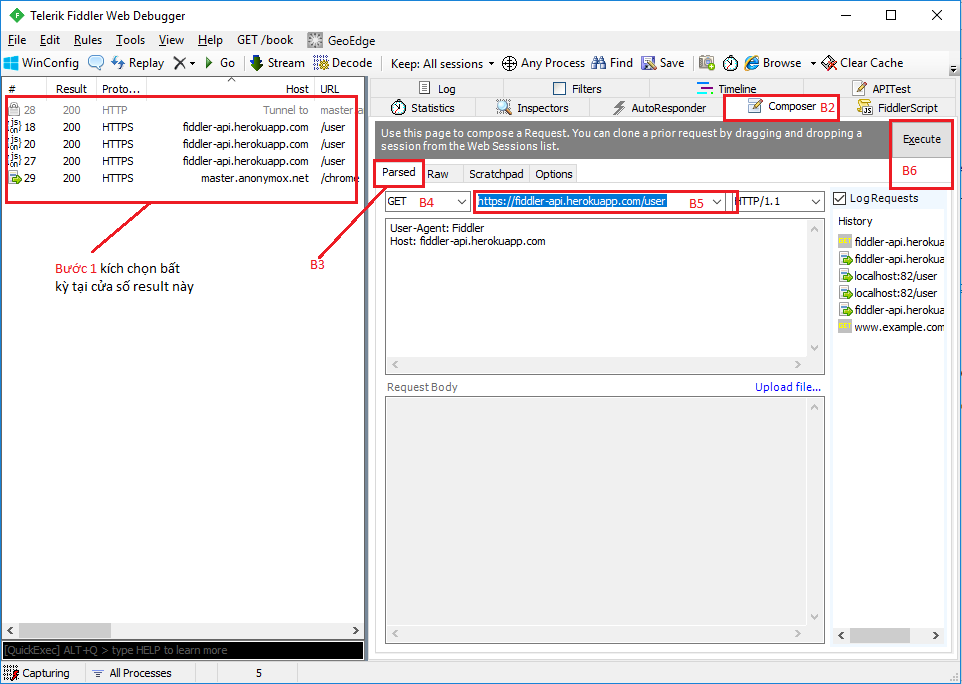 Telerik Fiddler Web Debugger
File Edit Rules Tools View Help GET /book GeoEdge
WinConfig Replay Go Stream Decode Keep: All sessions Any Process Find Save Browse Clear Cache
# Result Proto... Host URL
28 200 HTTP Tunnel to master
18 200 HTTPS fiddler-api.herokuapp.com /user
20 200 HTTPS fiddler-api.herokuapp.com /user
27 200 HTTPS fiddler-api.herokuapp.com /user
29 200 HTTPS master.anonymox.net /chrome
Bước 1 kích chọn bất
kỳ tại cửa số result này
B3
[QuickExec] ALT+Q > type HELP to learn more
Capturing All Processes 5
Log Filters Timeline APITest
Statistics Inspectors AutoResponder Composer B2 FiddlerScript
Use this page to compose a Request. You can clone a prior request by dragging and dropping a
session from the Web Sessions list.
Execute
B6
Parsed Raw Scratchpad Options
GET B4 https://fiddler-api.herokuapp.com/user B5 HTTP/1.1
User-Agent: Fiddler
Host: fiddler-api.herokuapp.com
Request Body Upload file...
Log Requests
History
fiddler-api.herokua
fiddler-api.herokua
localhost:82/user
localhost:82/user
fiddler-api.herokua
www.example.com